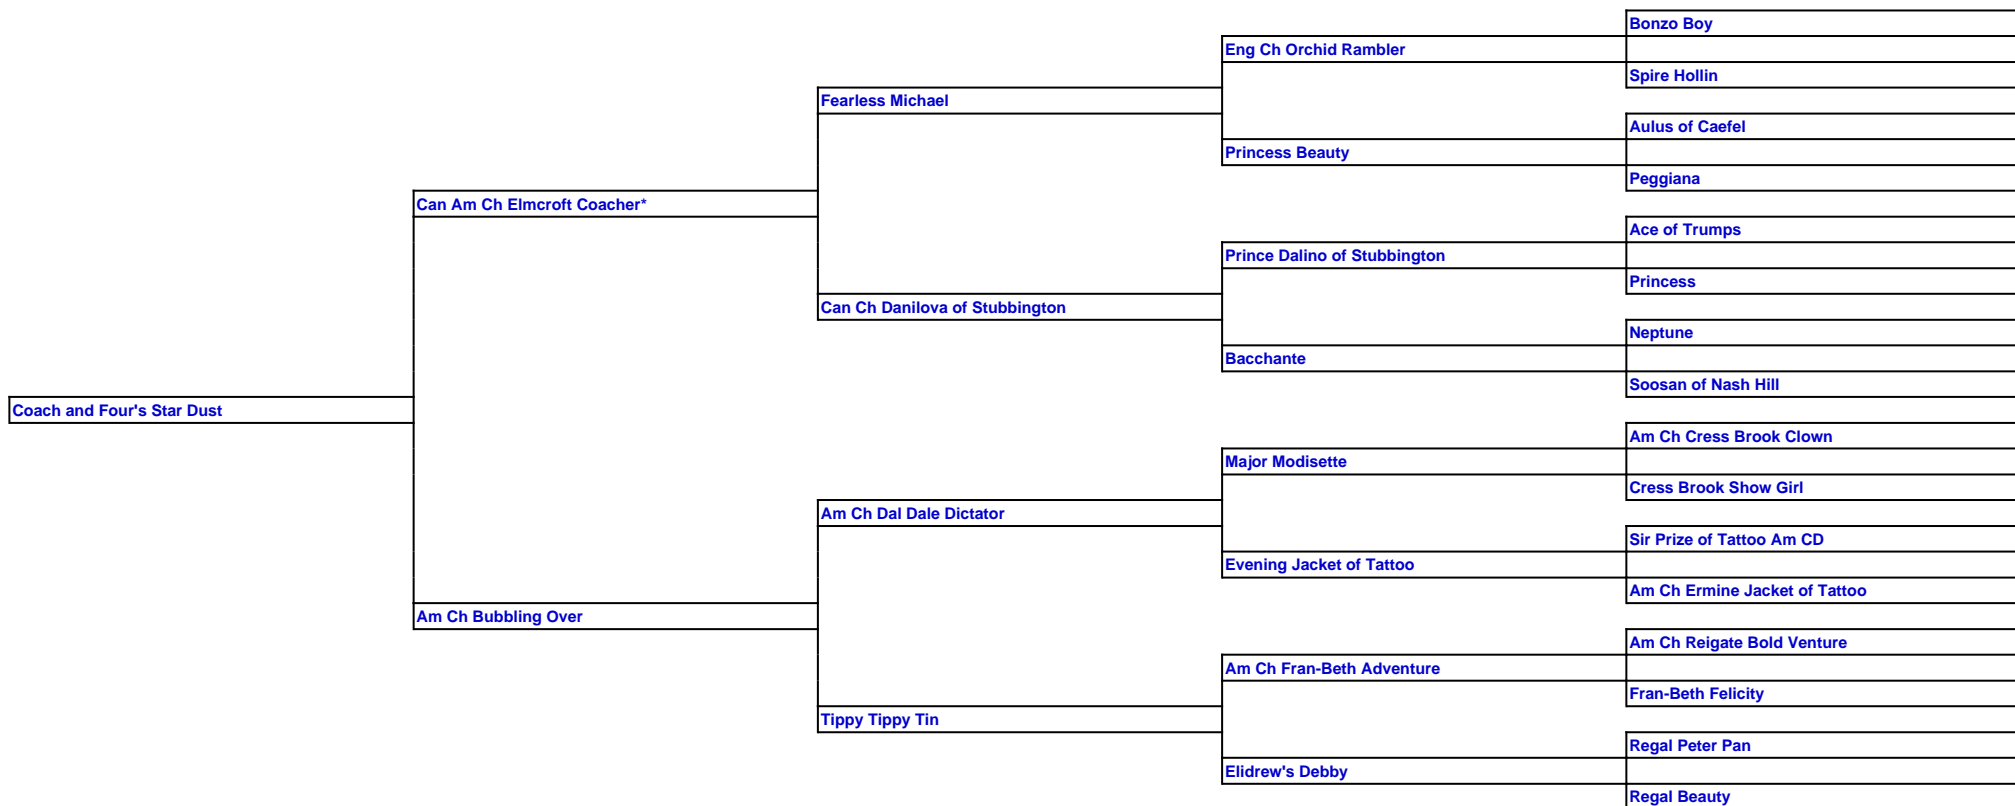 Bonzo Boy
Eng Ch Orchid Rambler
Spire Hollin
Fearless Michael
Aulus of Caefel
Princess Beauty
Peggiana
Can Am Ch Elmcroft Coacher*
Ace of Trumps
Prince Dalino of Stubbington
Princess
Can Ch Danilova of Stubbington
Neptune
Bacchante
Soosan of Nash Hill
Coach and Four's Star Dust
Am Ch Cress Brook Clown
Major Modisette
Cress Brook Show Girl
Am Ch Dal Dale Dictator
Sir Prize of Tattoo Am CD
Evening Jacket of Tattoo
Am Ch Ermine Jacket of Tattoo
Am Ch Bubbling Over
Am Ch Reigate Bold Venture
Am Ch Fran-Beth Adventure
Fran-Beth Felicity
Tippy Tippy Tin
Regal Peter Pan
Elidrew's Debby
Regal Beauty